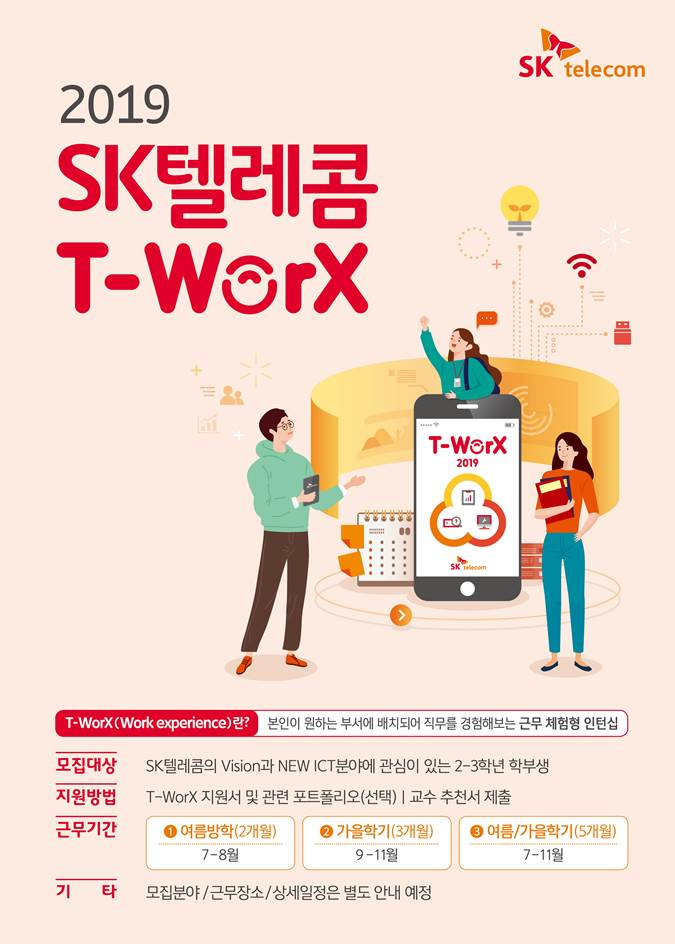 SK telecom
2019
SK텔레콤
T-WorX
T-WorX
2019
SK telecom
T-WorX(Work experience)란? 본인이 원하는 부서에 배치되어 직무를 경험해보는 근무 체험형 인턴십
모집대상 SK텔레콤의 Vision과 NEW ICT분야에 관심이 있는 2-3학년 학부생
지원방법 T-WorX 지원서 및 관련 포트폴리오(선택) | 교수 추천서 제출
근무기간 1 여름방학(2개월) 2 가을학기(3개월) 3 여름/가을학기(5개월)
7-8월 9-11월 7-11월
기 타 모집분야/근무장소/상세일정은 별도 안내 예정